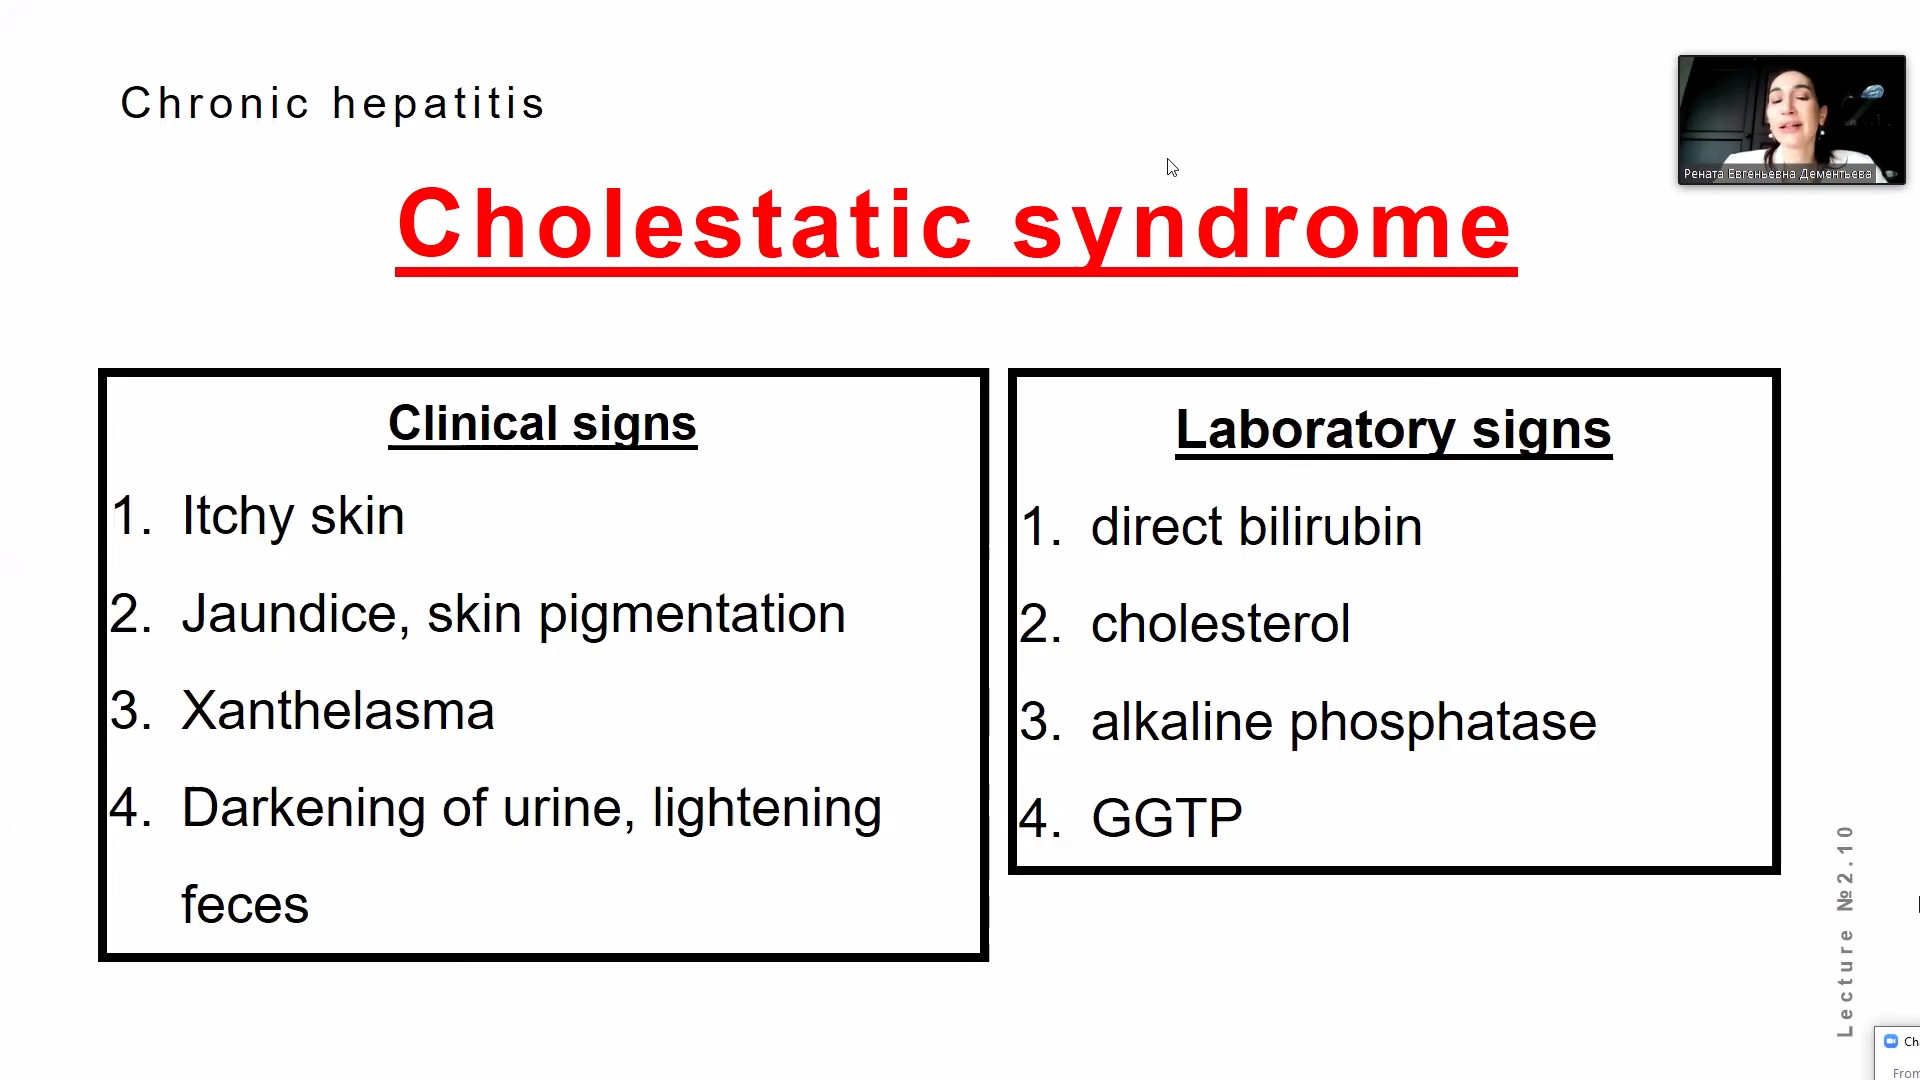 Chronic hepatitis
Рената Евгеньевна Дементьева
Cholestatic syndrome
Clinical signs
1. Itchy skin
2. Jaundice, skin pigmentation
3. Xanthelasma
4. Darkening of urine, lightening
feces
Laboratory signs
1. direct bilirubin
2. cholesterol
3. alkaline phosphatase
4. GGTP
Lecture №2.10
From